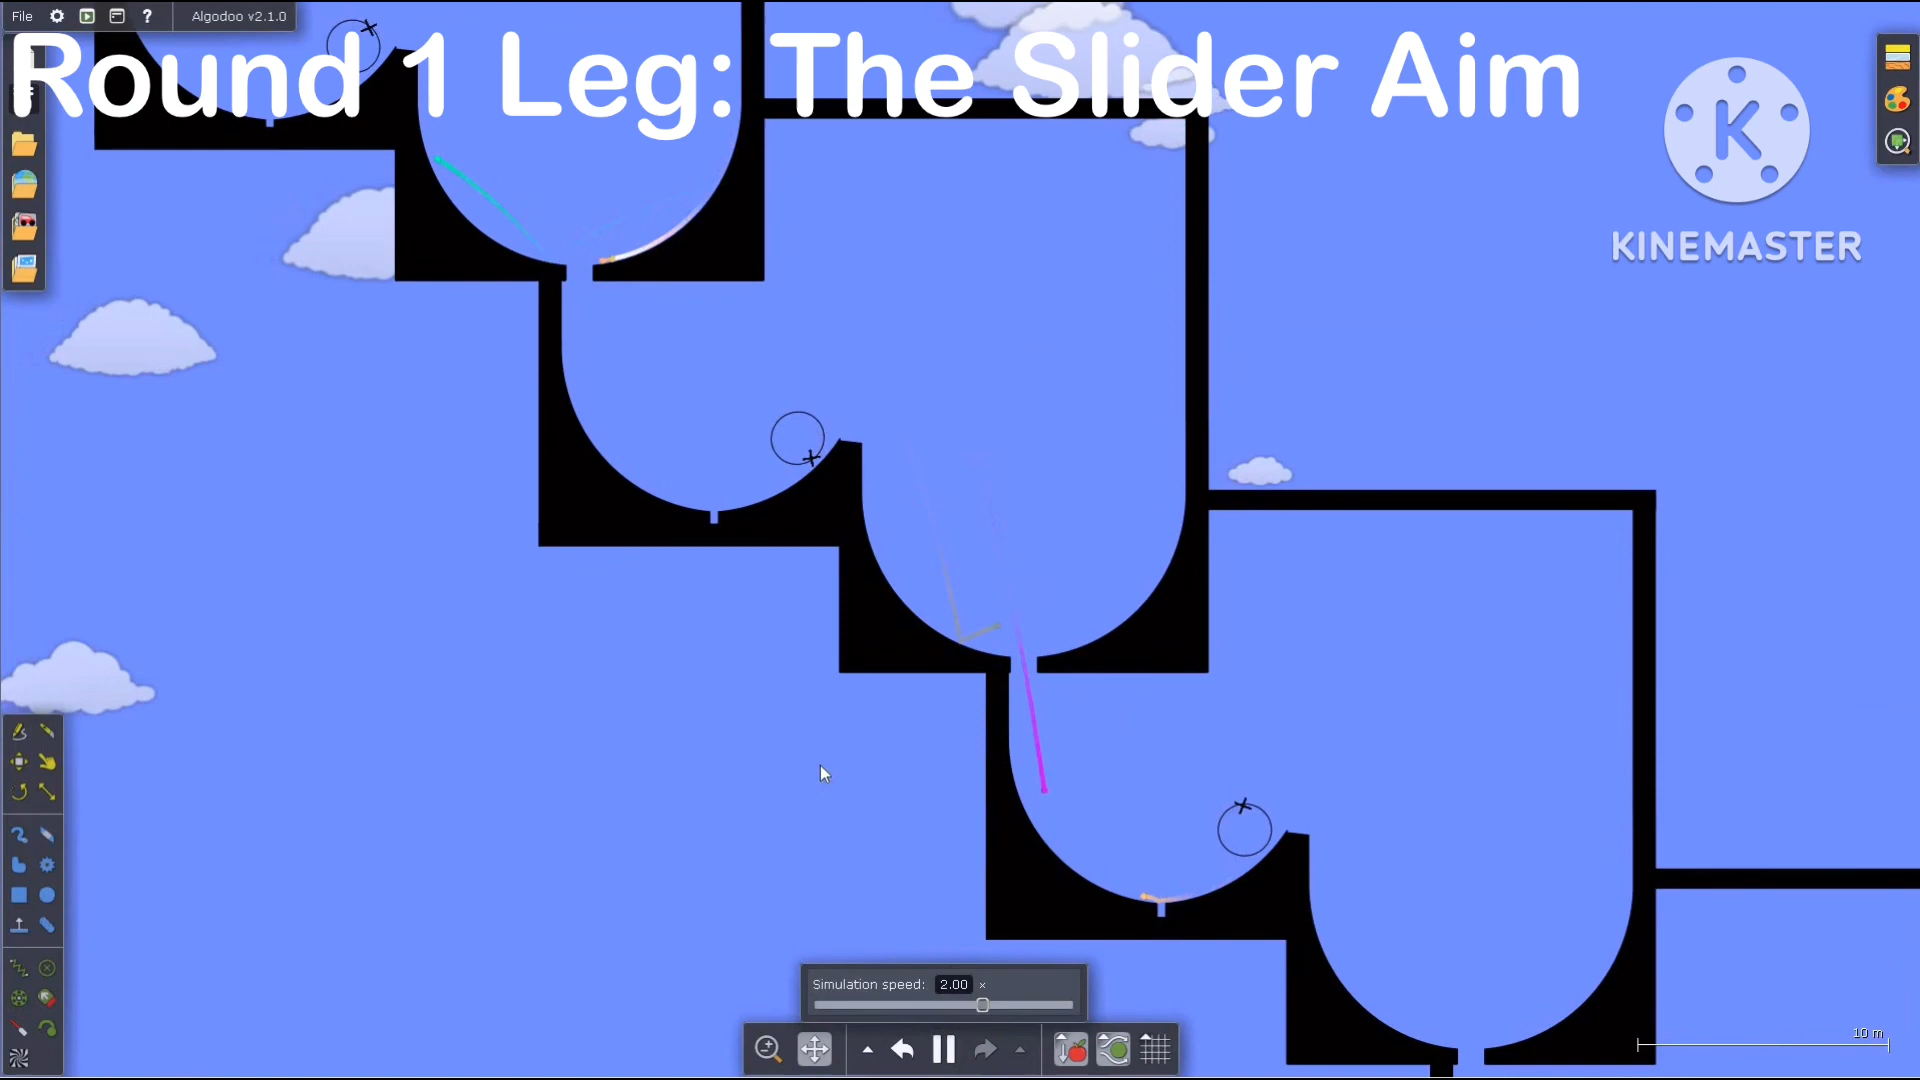 File ? Algodoo v2.1.0
Round 1 Leg: The Slider Aim
K
KINEMASTER
Simulation speed: 2.00 ×
10 m